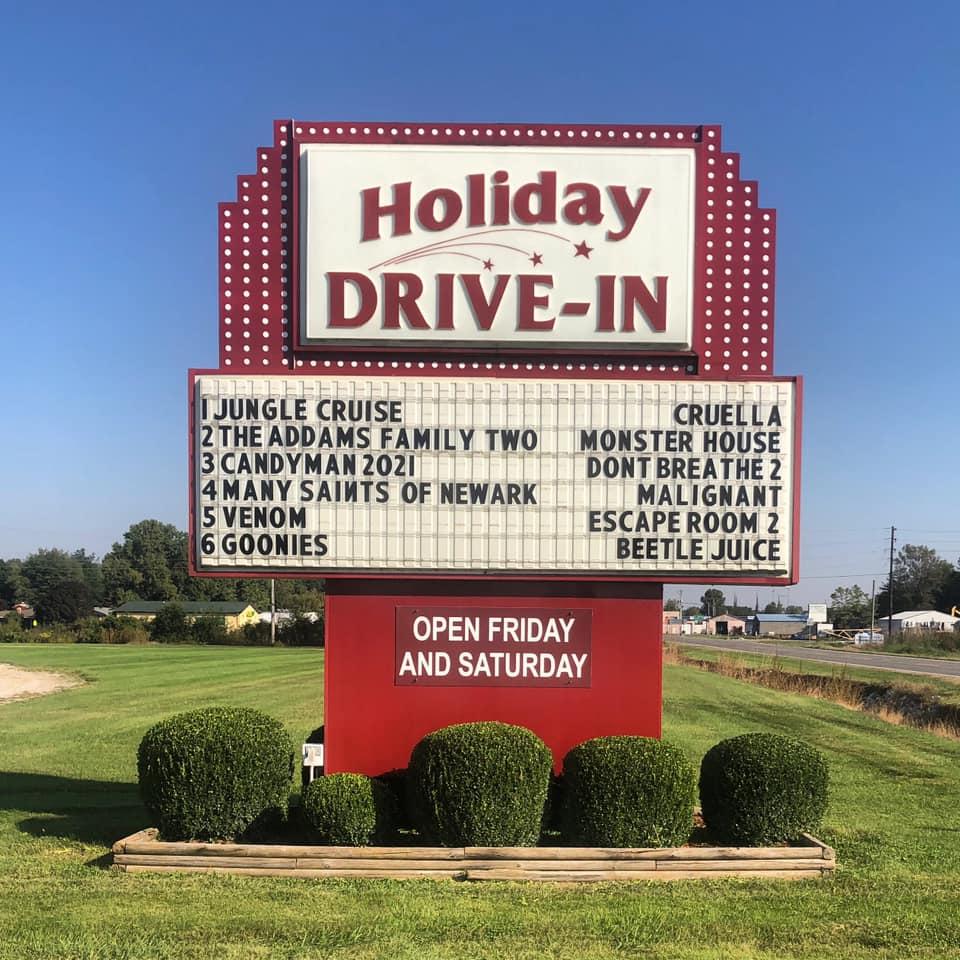 Holiday
DRIVE-IN
1 JUNGLE CRUISE CRUELLA
2 THE ADDAMS FAMILY TWO MONSTER HOUSE
3 CANDYMAN 2021 DONT BREATHE 2
4 MANY SAINTS OF NEWARK MALIGNANT
5 VENOM ESCAPE ROOM 2
6 GOONIES BEETLE JUICE
OPEN FRIDAY
AND SATURDAY